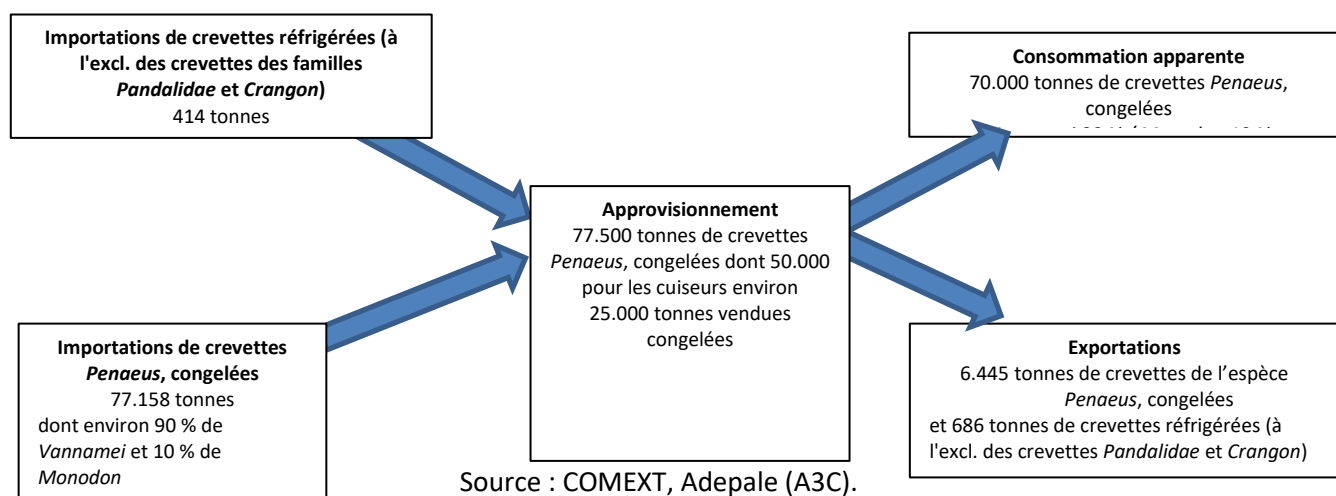 Importations de crevettes réfrigérées (à
l'excl. des crevettes des familles
Pandalidae et Crangon)
414 tonnes
Importations de crevettes
Penaeus, congelées
77.158 tonnes
dont environ 90 % de
Vannamei et 10 % de
Monodon
Approvisionnement
77.500 tonnes de crevettes
Penaeus, congelées dont 50.000
pour les cuiseurs environ
25.000 tonnes vendues
congelées
Consommation apparente
70.000 tonnes de crevettes Penaeus,
congelées
Exportations
6.445 tonnes de crevettes de l’espèce
Penaeus, congelées
et 686 tonnes de crevettes réfrigérées (à
l'excl. des crevettes Pandalidae et Crangon)
Source : COMEXT, Adepale (A3C).